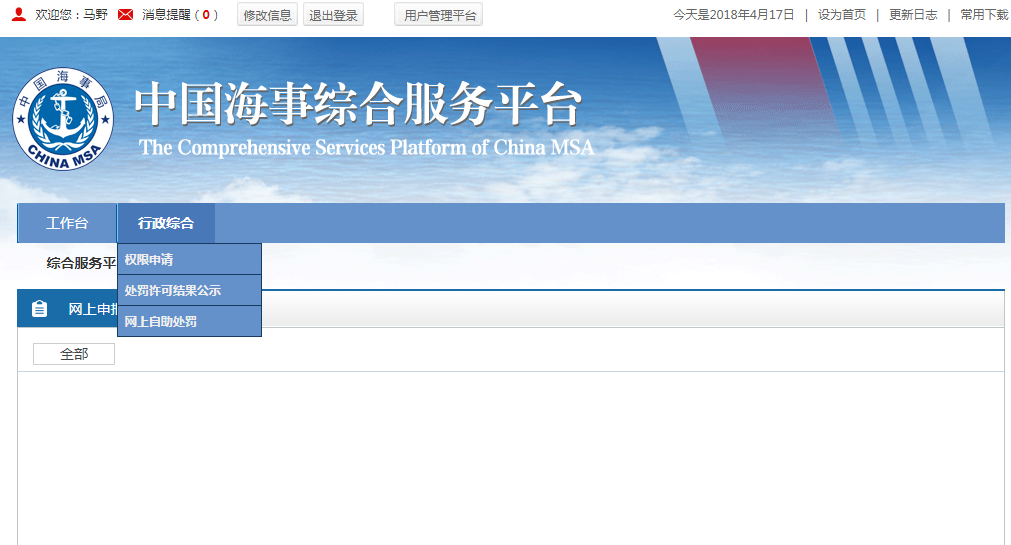 欢迎您：马野 消息提醒（0） 修改信息 退出登录 用户管理平台 今天是2018年4月17日 | 设为首页 | 更新日志 | 常用下载
中国海事局
CHINA MSA
中国海事综合服务平台
The Comprehensive Services Platform of China MSA
工作台 行政综合
综合服务平
权限申请
处罚许可结果公示
网上申报
网上自助处罚
全部